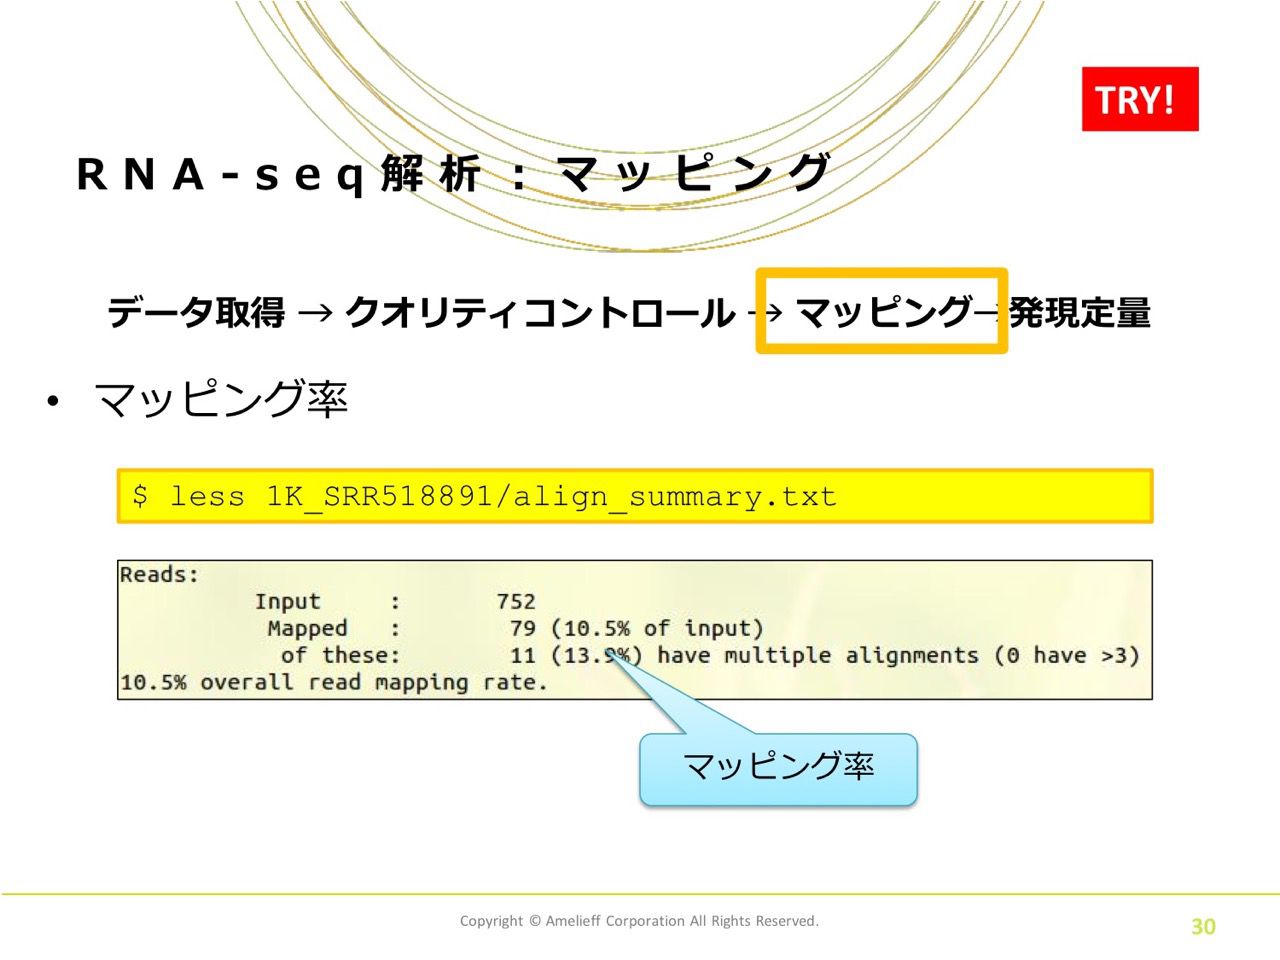 TRY!
RNA-seq解析：マッピング
データ取得 → クオリティコントロール → マッピング→発現定量
• マッピング率
$ less 1K_SRR518891/align_summary.txt
Reads:
Input : 752
Mapped : 79 (10.5% of input)
of these: 11 (13.9%) have multiple alignments (0 have >3)
10.5% overall read mapping rate.
マッピング率
Copyright © Amelieff Corporation All Rights Reserved.
30